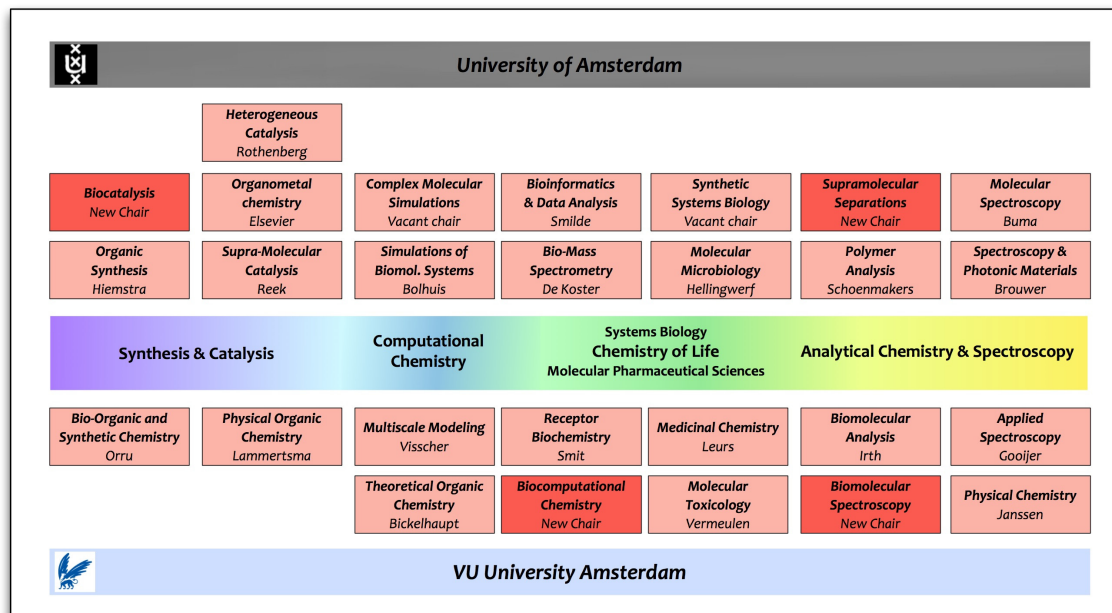 University of Amsterdam
Heterogeneous
Catalysis
Rothenberg
Biocatalysis
New Chair
Organometal
chemistry
Elsevier
Complex Molecular
Simulations
Vacant chair
Bioinformatics
& Data Analysis
Smilde
Synthetic
Systems Biology
Vacant chair
Supramolecular
Separations
New Chair
Molecular
Spectroscopy
Buma
Organic
Synthesis
Hiemstra
Supra-Molecular
Catalysis
Reek
Simulations of
Biomol. Systems
Bolhuis
Bio-Mass
Spectrometry
De Koster
Molecular
Microbiology
Hellingwerf
Polymer
Analysis
Schoenmakers
Spectroscopy &
Photonic Materials
Brouwer
Synthesis & Catalysis
Computational
Chemistry
Systems Biology
Chemistry of Life
Molecular Pharmaceutical Sciences
Analytical Chemistry & Spectroscopy
Bio-Organic and
Synthetic Chemistry
Orru
Physical Organic
Chemistry
Lammertsma
Multiscale Modeling
Visscher
Receptor
Biochemistry
Smit
Medicinal Chemistry
Leurs
Biomolecular
Analysis
Irth
Applied
Spectroscopy
Gooijer
Theoretical Organic
Chemistry
Bickelhaupt
Biocomputational
Chemistry
New Chair
Molecular
Toxicology
Vermeulen
Biomolecular
Spectroscopy
New Chair
Physical Chemistry
Janssen
VU University Amsterdam